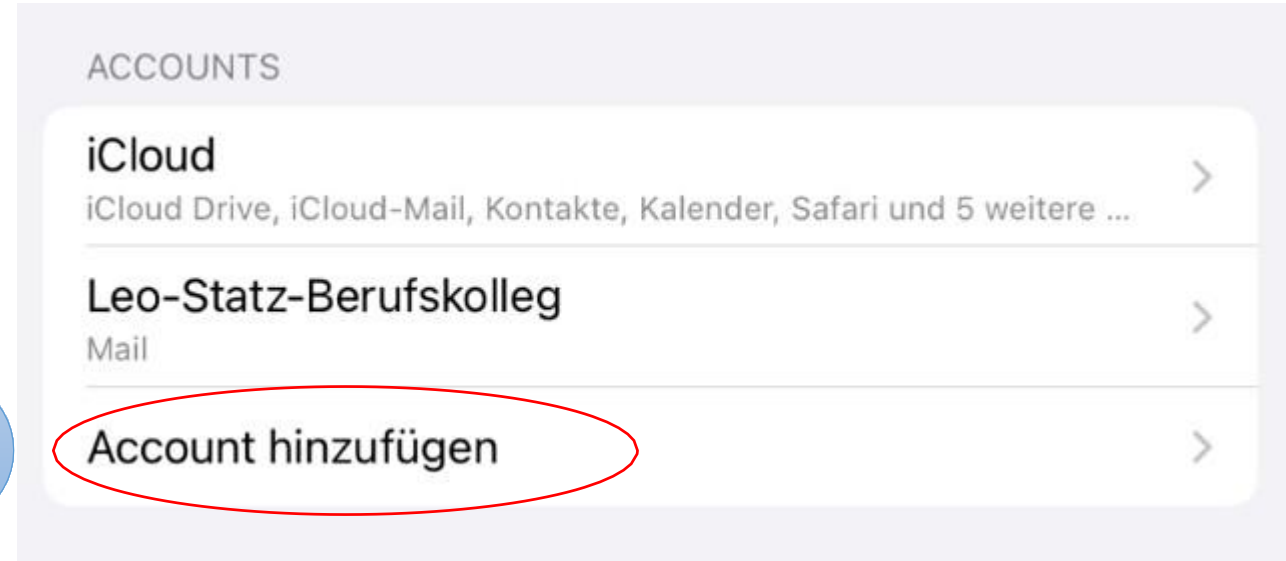 ACCOUNTS
iCloud
iCloud Drive, iCloud-Mail, Kontakte, Kalender, Safari und 5 weitere ...
Leo-Statz-Berufskolleg
Mail
Account hinzufügen